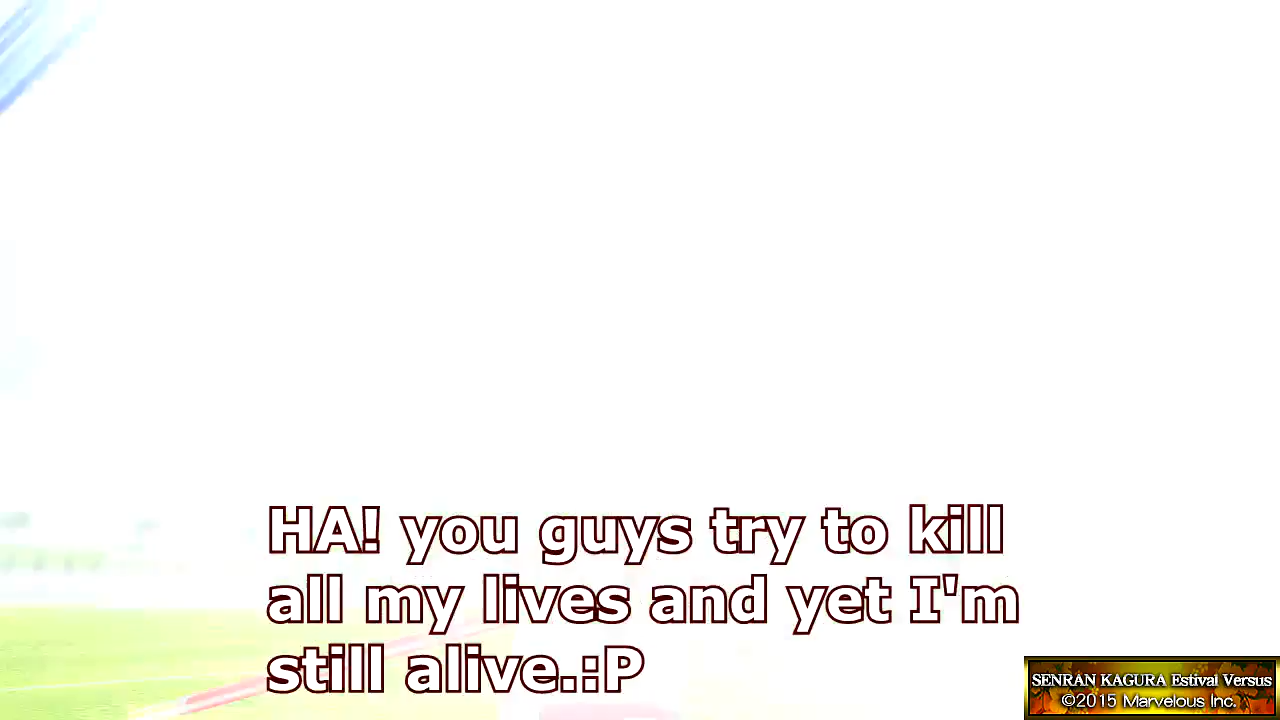 HA! you guys try to kill
all my lives and yet I'm
still alive.:P
SENRAN KAGURA Estival Versus
©2015 Marvelous Inc.